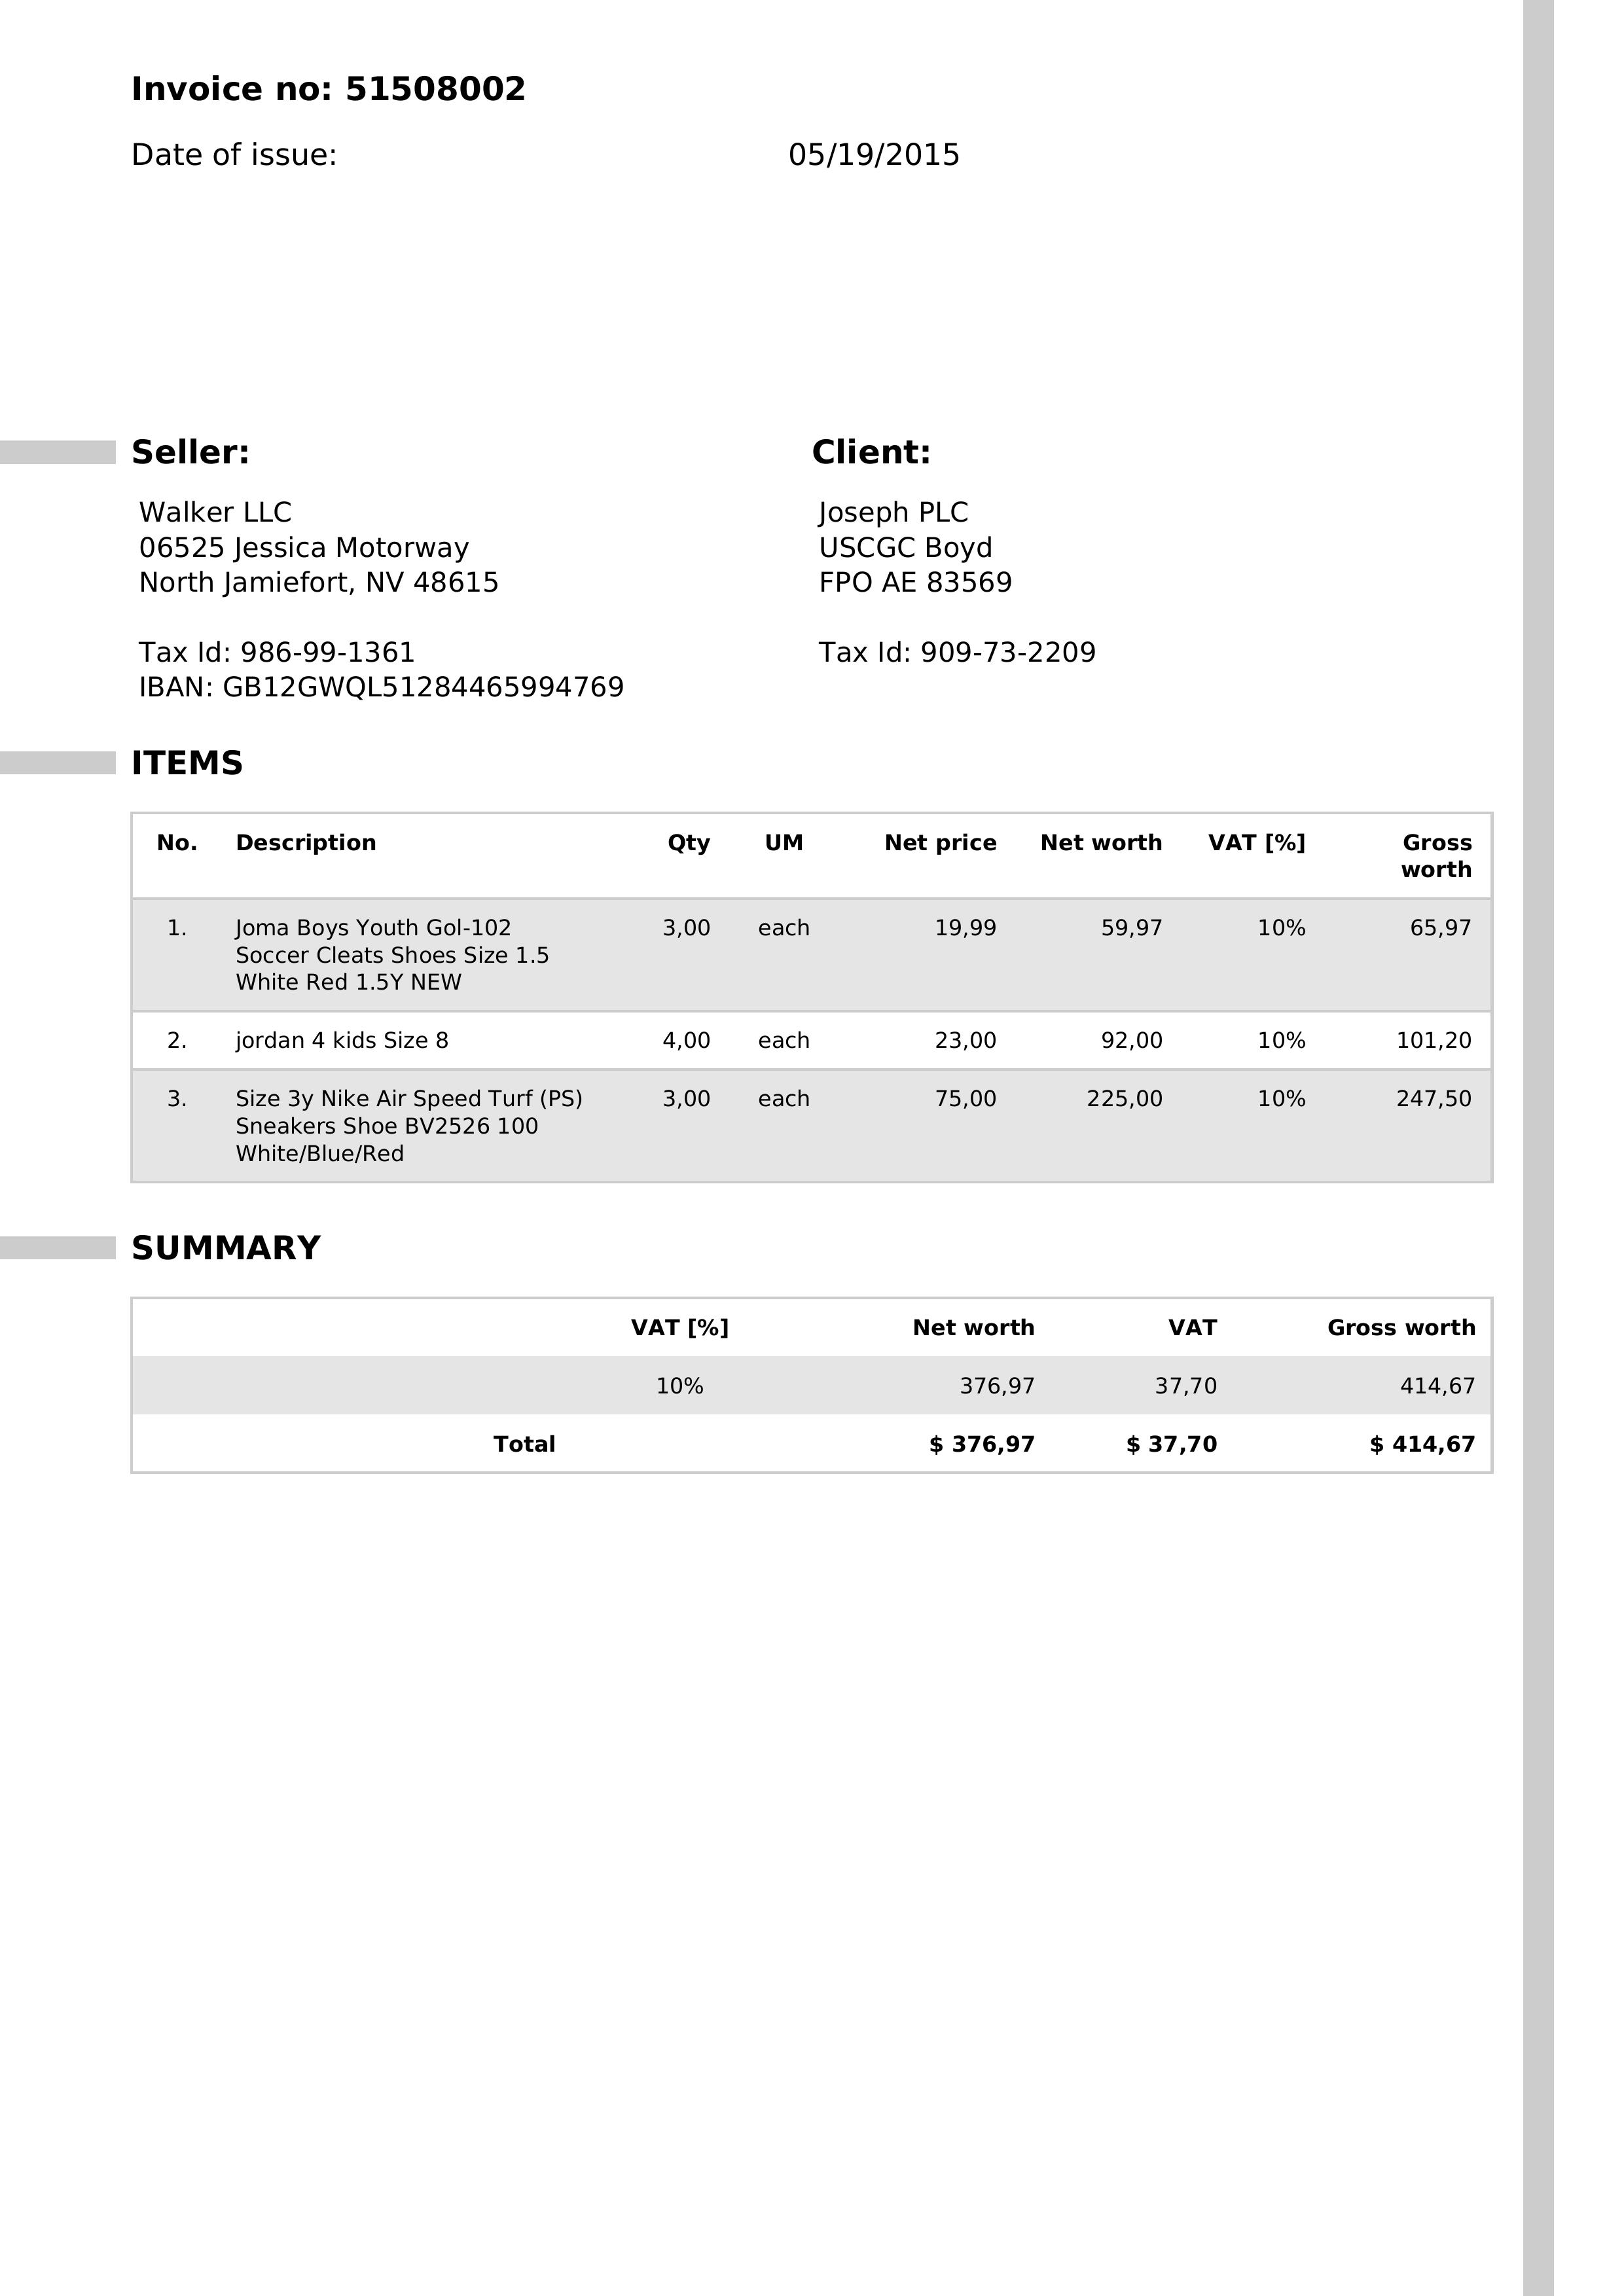 Invoice no: 51508002
Date of issue: 05/19/2015
Seller:
Walker LLC
06525 Jessica Motorway
North Jamiefort, NV 48615
Tax Id: 986-99-1361
IBAN: GB12GWQL51284465994769
Client:
Joseph PLC
USCGC Boyd
FPO AE 83569
Tax Id: 909-73-2209
ITEMS
No. Description Qty UM Net price Net worth VAT [%] Gross
worth
1. Joma Boys Youth Gol-102 3,00 each 19,99 59,97 10% 65,97
Soccer Cleats Shoes Size 1.5
White Red 1.5Y NEW
2. jordan 4 kids Size 8 4,00 each 23,00 92,00 10% 101,20
3. Size 3y Nike Air Speed Turf (PS) 3,00 each 75,00 225,00 10% 247,50
Sneakers Shoe BV2526 100
White/Blue/Red
SUMMARY
VAT [%] Net worth VAT Gross worth
10% 376,97 37,70 414,67
Total $ 376,97 $ 37,70 $ 414,67